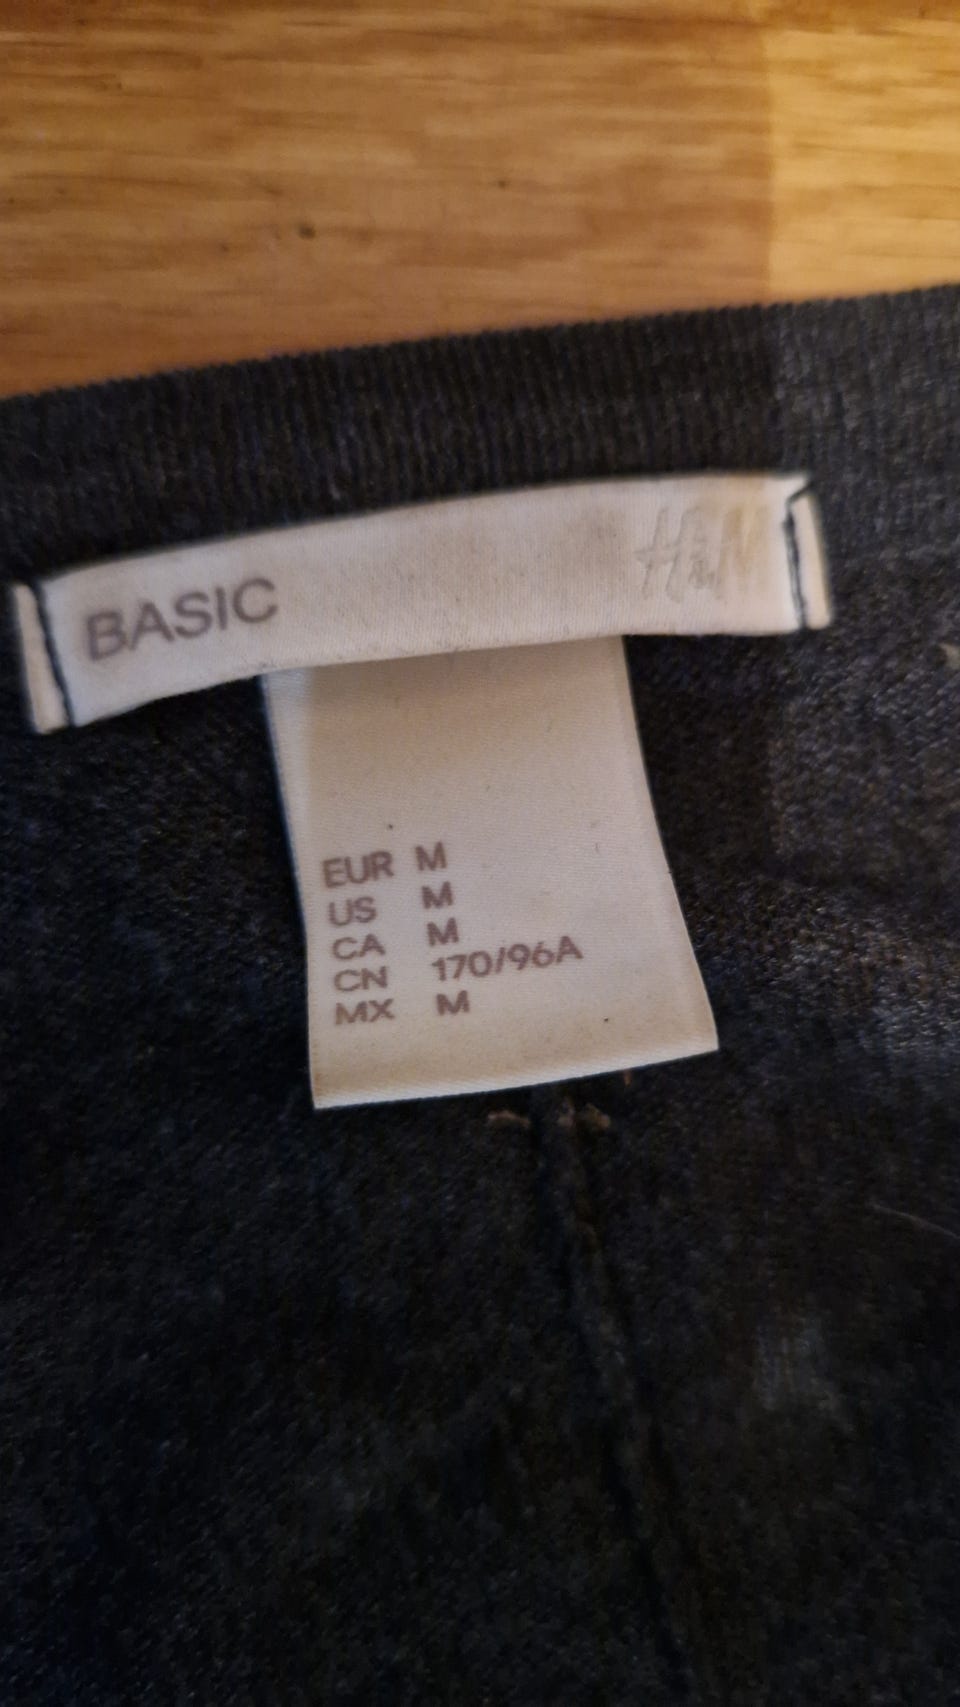 BASIC H&M
EUR M
US M
CA M
CN 170/96A
MX M